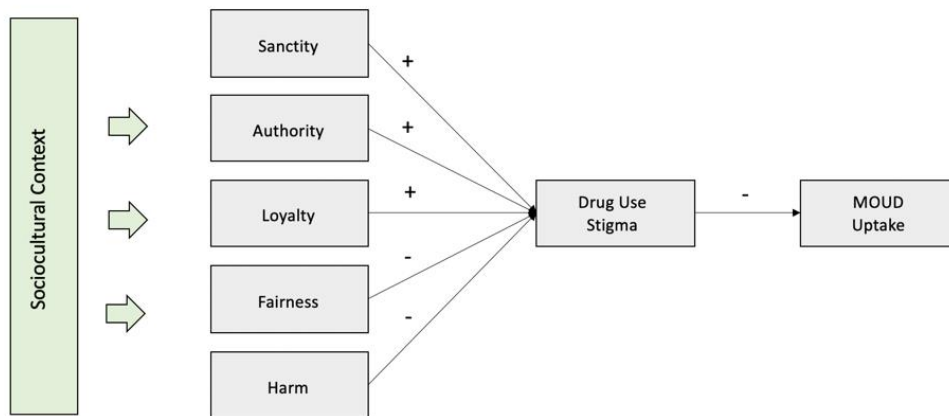 Sociocultural Context
Sanctity
Authority
Loyalty
Fairness
Harm
+
+
+
-
-
Drug Use
Stigma
-
MOUD
Uptake